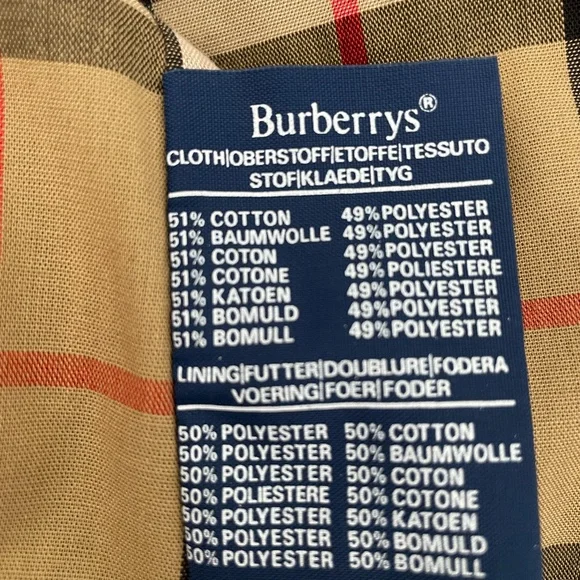 Burberrys®
CLOTH|OBERSTOFF|ETOFFE|TESSUTO
STOF|KLAEDE|TYG
51% COTTON 49% POLYESTER
51% BAUMWOLLE 49% POLYESTER
51% COTON 49% POLYESTER
51% COTONE 49% POLIESTERE
51% KATOEN 49% POLYESTER
51% BOMULD 49% POLYESTER
51% BOMULL 49% POLYESTER
LINING|FUTTER|DOUBLURE|FODERA
VOERING|FOER|FODER
50% POLYESTER 50% COTTON
50% POLYESTER 50% BAUMWOLLE
50% POLYESTER 50% COTON
50% POLIESTERE 50% COTONE
50% POLYESTER 50% KATOEN
50% POLYESTER 50% BOMULD
50% POLYESTER 50% BOMULL